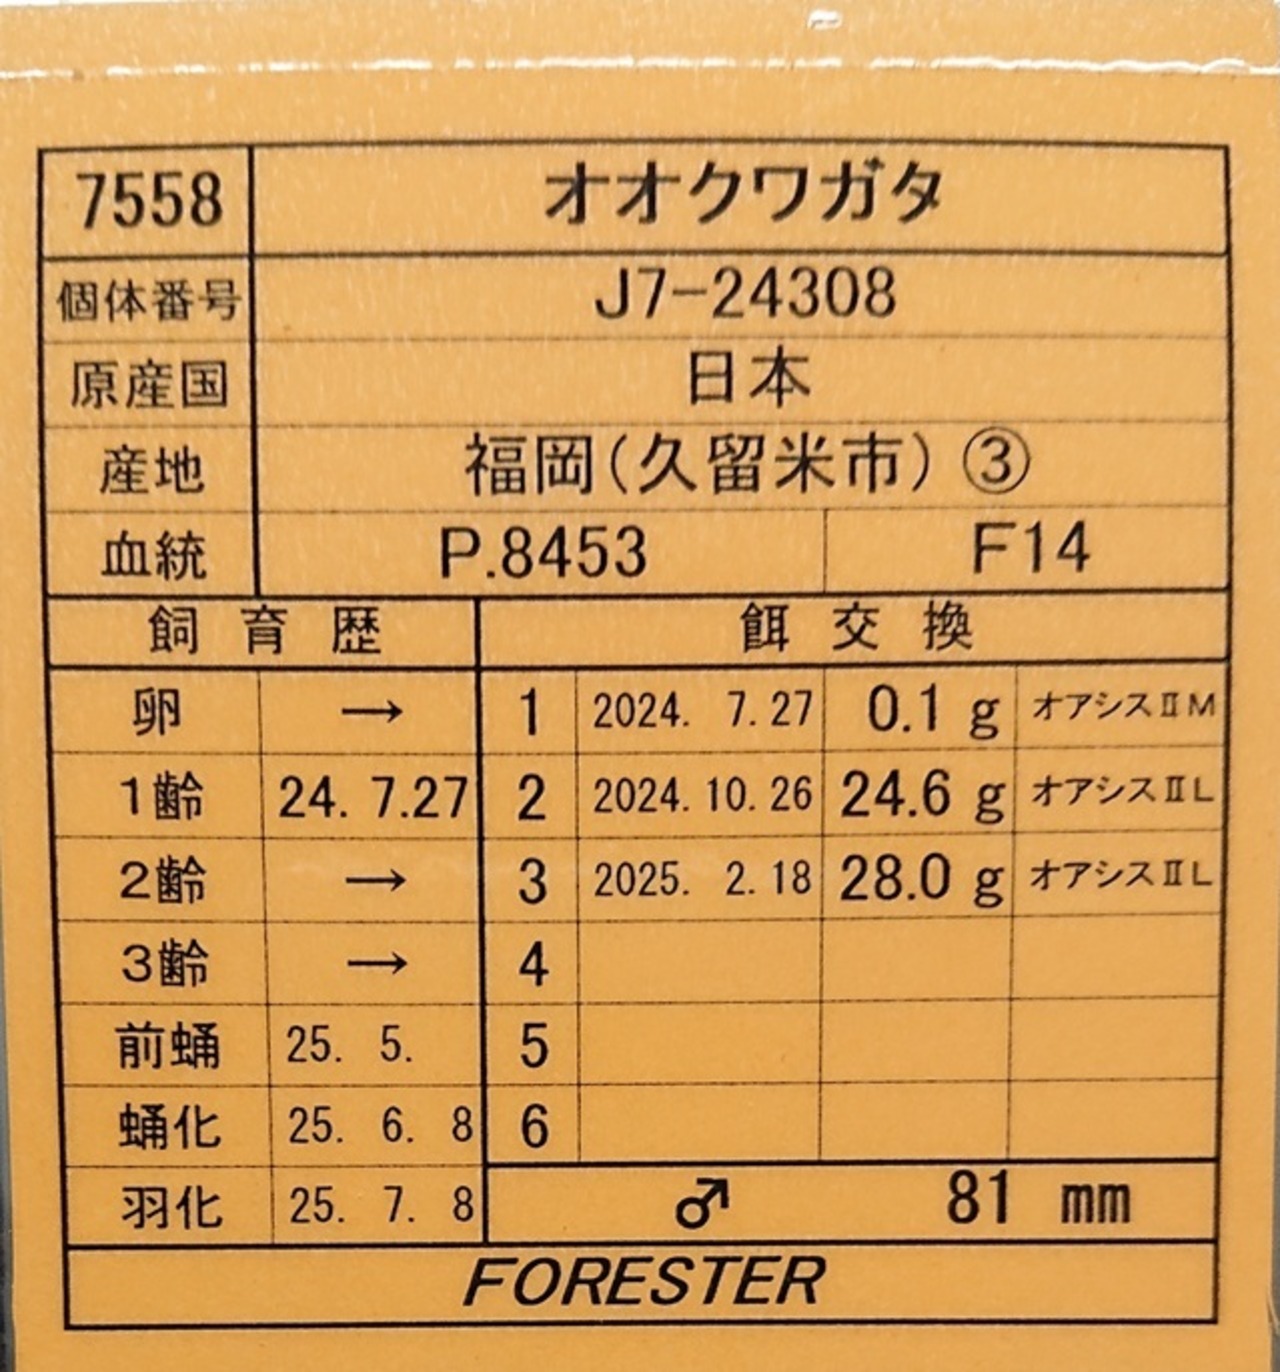 7558 オオクワガタ
個体番号 J7-24308
原産国 日本
産地 福岡(久留米市)③
血統 P.8453 F14
飼育歴 餌交換
卵 → 1 2024. 7.27 0.1 g オアシスⅡM
1齢 24. 7.27 2 2024.10.26 24.6 g オアシスⅡL
2齢 → 3 2025. 2.18 28.0 g オアシスⅡL
3齢 → 4
前蛹 25. 5. 5
蛹化 25. 6. 8 6
羽化 25. 7. 8 ♂ 81 mm
FORESTER